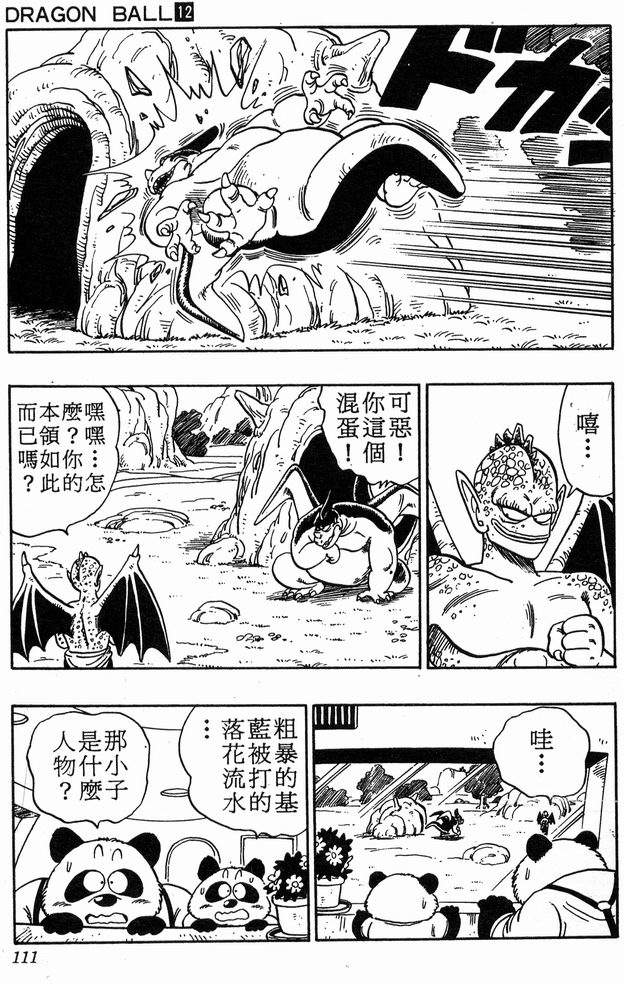 DRAGON BALL 12
ドカッ
嘻…
可惡！
你這個
混蛋！
嘿嘿…怎
麼？你的
本領如此
而已嗎？
哇…
粗暴的基
藍被打的
落花流水
…
那小子
是什麼
人物？
111